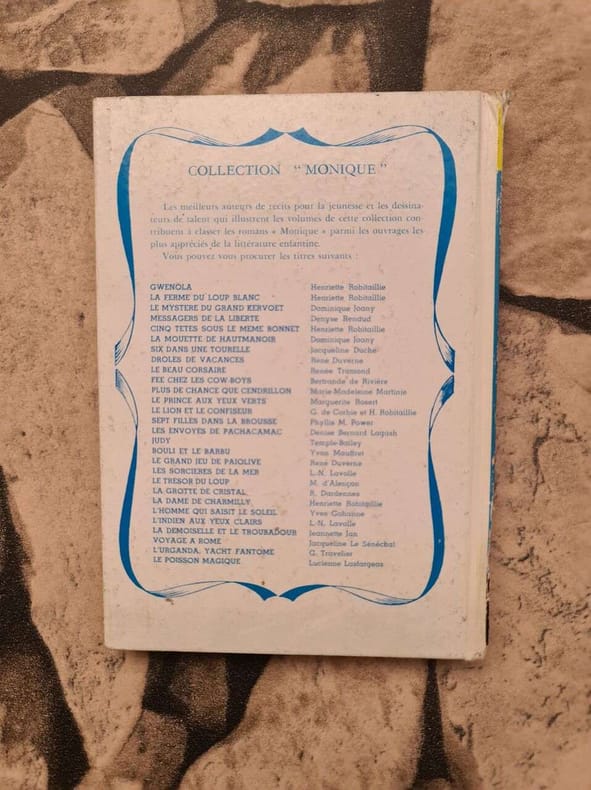 COLLECTION "MONIQUE"
Les meilleurs auteurs de récits pour la jeunesse et les dessina-
teurs de talent qui illustrent les volumes de cette collection con-
tribuent à classer les romans « Monique » parmi les ouvrages les
plus appréciés de la littérature enfantine.
Vous pouvez vous procurer les titres suivants :
GWENOLA Henriette Robitaillie
LA FERME DU LOUP BLANC Henriette Robitaillie
LE MYSTERE DU GRAND KERVOET Dominique Joany
MESSAGERS DE LA LIBERTE Denyse Renaud
CINQ TETES SOUS LE MEME BONNET Henriette Robitaillie
LA MOUETTE DE HAUTMANOIR Dominique Joany
SIX DANS UNE TOURELLE Jacqueline Duché
DROLES DE VACANCES René Duverne
LE BEAU CORSAIRE Renée Tramond
FEE CHEZ LES COW-BOYS Bertrande de Rivière
PLUS DE CHANCE QUE CENDRILLON Marie-Madeleine Martinie
LE PRINCE AUX YEUX VERTS Marguerite Rosert
LE LION ET LE CONFISEUR G. de Corbie et H. Robitaillie
SEPT FILLES DANS LA BROUSSE Phyllis M. Power
LES ENVOYES DE PACHACAMAC Denise Bernard
JUDY Temple-Bailey
BOULI ET LE BARBU Yvon Mauffret
LE GRAND JEU DE PAIOLIVE René Duverne
LES SORCIERES DE LA MER L.-N. Lavolle
LE TRESOR DU LOUP M. d'Alençon
LA GROTTE DE CRISTAL R. Dardennes
LA DAME DE CHARMILLY Henriette Robitaillie
L'HOMME QUI SAISIT LE SOLEIL Yves
L'INDIEN AUX YEUX CLAIRS L.-N. Lavolle
LA DEMOISELLE ET LE TROUBADOUR Jeannette Jan
VOYAGE A ROME Jacqueline Le Sénéchal
L'URGANDA, YACHT FANTOME G. Travelier
LE POISSON MAGIQUE Lucienne Lasfargeas